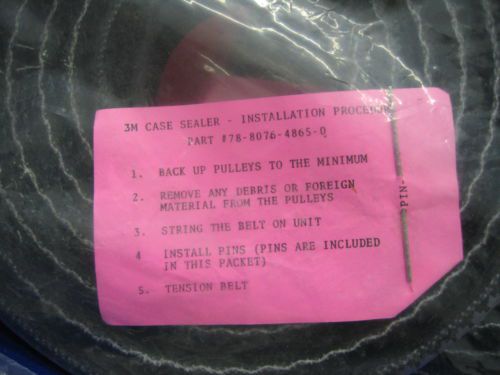 3M CASE SEALER - INSTALLATION PROCEDUR
PART #78-8076-4865-0
1. BACK UP PULLEYS TO THE MINIMUM
2. REMOVE ANY DEBRIS OR FOREIGN
MATERIAL FROM THE PULLEYS
3. STRING THE BELT ON UNIT
4 INSTALL PINS (PINS ARE INCLUDED
IN THIS PACKET)
5. TENSION BELT
PIN-